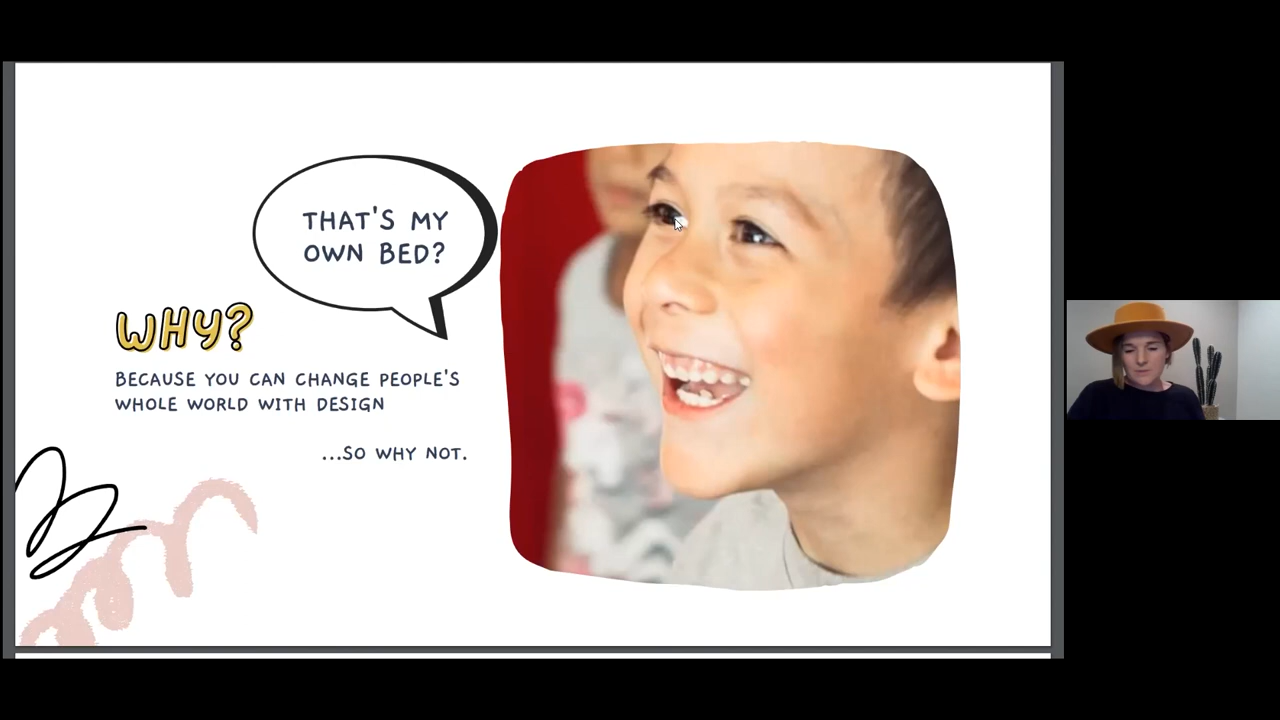 THAT'S MY
OWN BED?
WHY?
BECAUSE YOU CAN CHANGE PEOPLE'S
WHOLE WORLD WITH DESIGN
...SO WHY NOT.